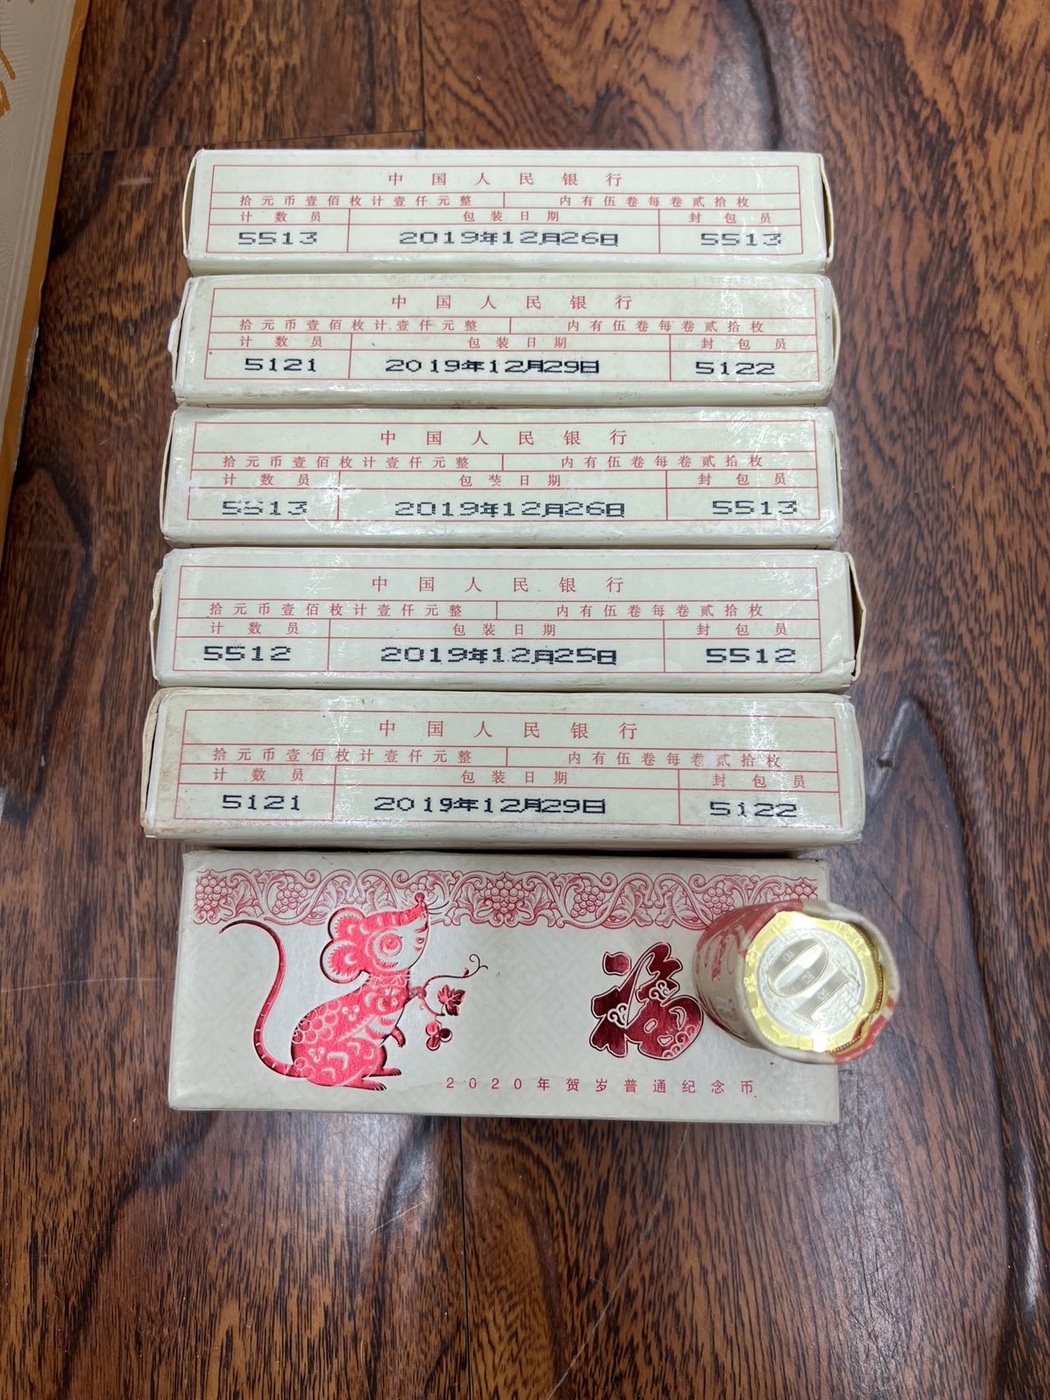 中国人民银行
拾元币壹佰枚计壹仟元整 内有伍卷每卷贰拾枚
计数员 包装日期 封包员
5513 2019年12月26日 5513
中国人民银行
拾元币壹佰枚计壹仟元整 内有伍卷每卷贰拾枚
计数员 包装日期 封包员
5121 2019年12月29日 5122
中国人民银行
拾元币壹佰枚计壹仟元整 内有伍卷每卷贰拾枚
计数员 包装日期 封包员
5513 2019年12月26日 5513
中国人民银行
拾元币壹佰枚计壹仟元整 内有伍卷每卷贰拾枚
计数员 包装日期 封包员
5512 2019年12月25日 5512
中国人民银行
拾元币壹佰枚计壹仟元整 内有伍卷每卷贰拾枚
计数员 包装日期 封包员
5121 2019年12月29日 5122
福
10
2020年贺岁普通纪念币